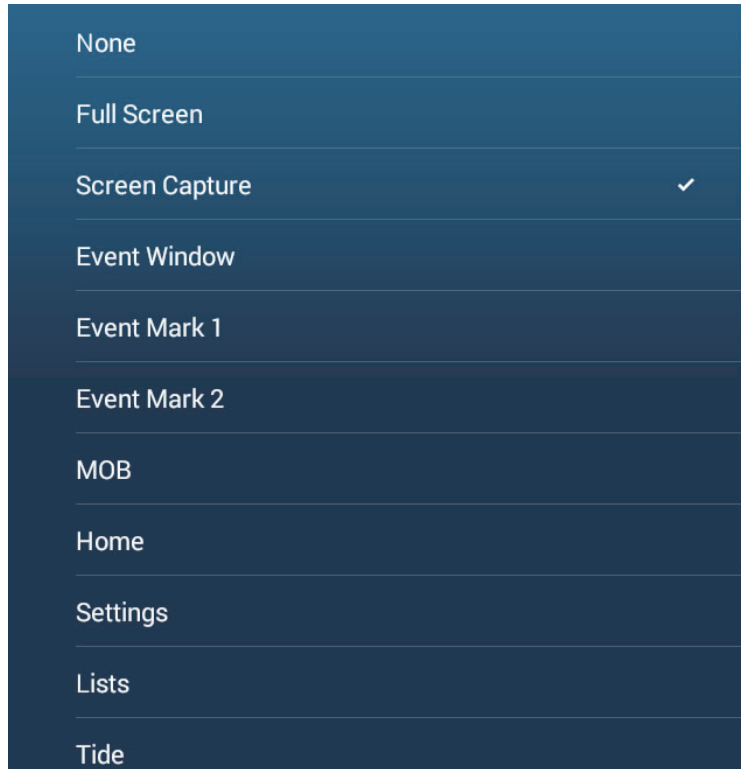 None
Full Screen
Screen Capture
Event Window
Event Mark 1
Event Mark 2
MOB
Home
Settings
Lists
Tide